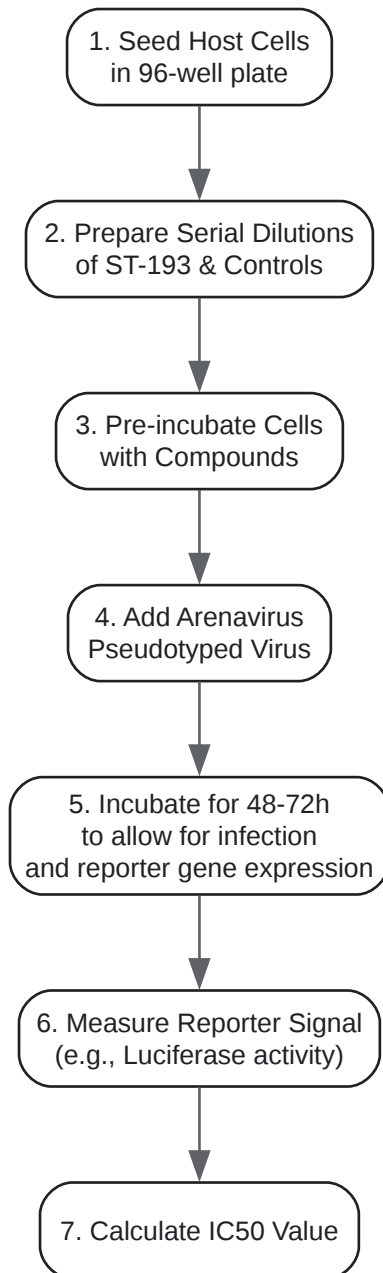 1. Seed Host Cells
in 96-well plate
2. Prepare Serial Dilutions
of ST-193 & Controls
3. Pre-incubate Cells
with Compounds
4. Add Arenavirus
Pseudotyped Virus
5. Incubate for 48-72h
to allow for infection
and reporter gene expression
6. Measure Reporter Signal
(e.g., Luciferase activity)
7. Calculate IC50 Value